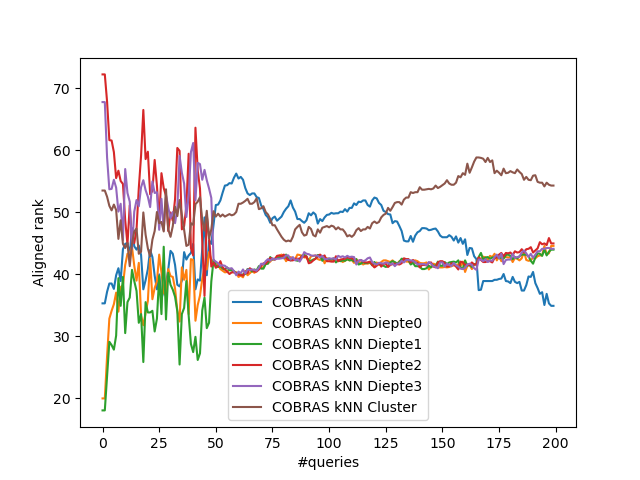 Aligned rank
70
60
50
40
30
20
COBRAS kNN
COBRAS kNN Diepte0
COBRAS kNN Diepte1
COBRAS kNN Diepte2
COBRAS kNN Diepte3
COBRAS kNN Cluster
0 25 50 75 100 125 150 175 200
#queries